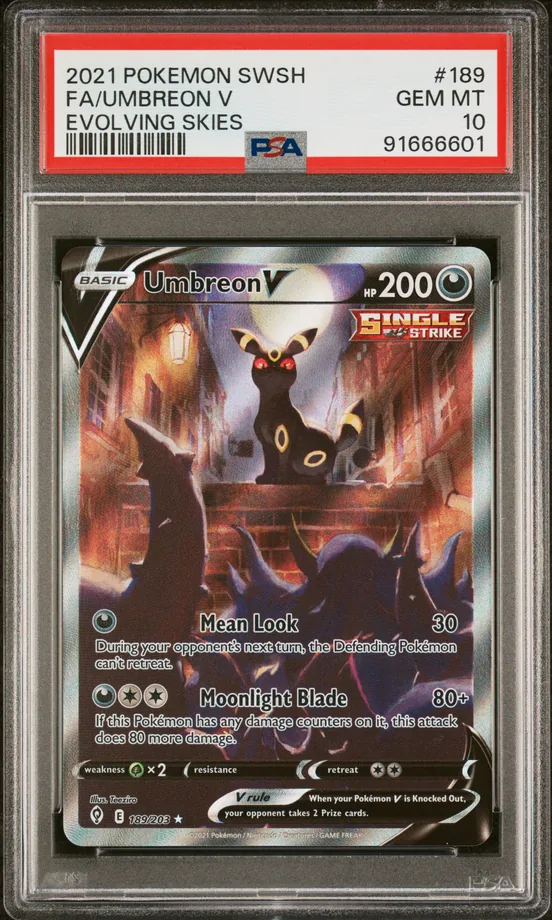 2021 POKEMON SWSH #189
FA/UMBREON V GEM MT
EVOLVING SKIES 10
PSA 91666601
BASIC Umbreon V HP 200
SINGLE
STRIKE
Mean Look 30
During your opponent's next turn, the Defending Pokémon
can't retreat.
Moonlight Blade 80+
If this Pokémon has any damage counters on it, this attack
does 80 more damage.
weakness ×2 resistance retreat
Illus. Teeziro
V rule When your Pokémon V is Knocked Out,
your opponent takes 2 Prize cards.
E 189/203 ★
©2021 Pokémon / Nintendo / Creatures / GAME FREAK
PSA